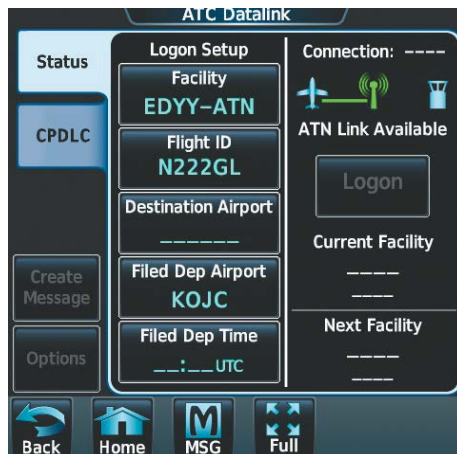 ATC Datalink
Status
CPDLC
Create
Message
Options
Logon Setup
Facility
EDYY–ATN
Flight ID
N222GL
Destination Airport
______
Filed Dep Airport
KOJC
Filed Dep Time
__:__UTC
Connection: ----
ATN Link Available
Logon
Current Facility
----
----
Next Facility
----
----
Back
Home
M
MSG
Full